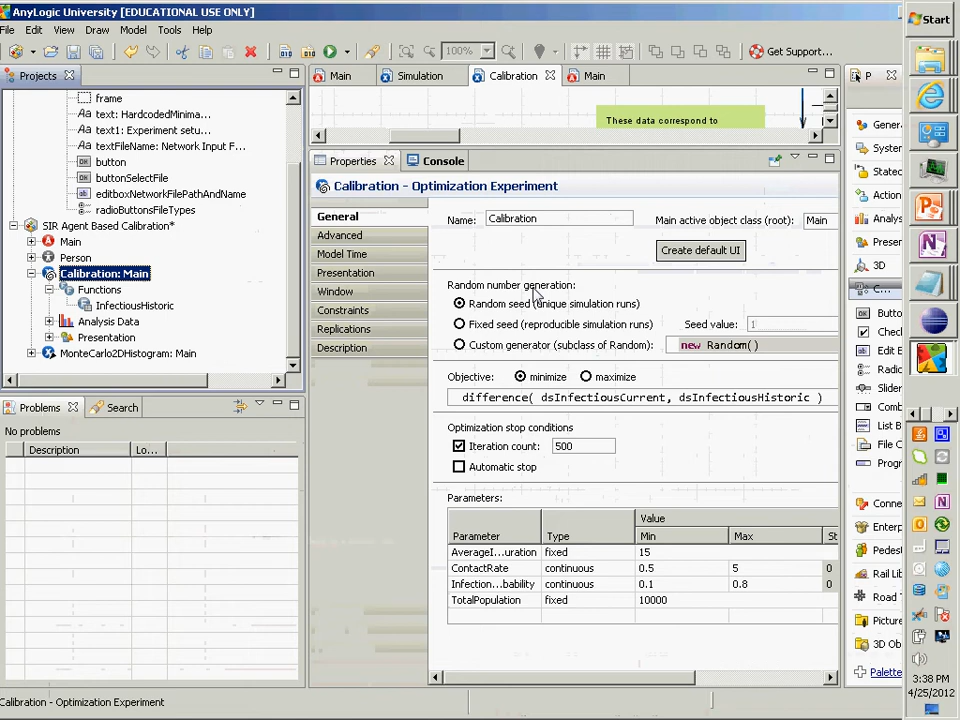 AnyLogic University [EDUCATIONAL USE ONLY]
File Edit View Draw Model Tools Help
100% Get Support...
Start
Projects
frame
text: HardcodedMinima...
text1: Experiment setu...
textFileName: Network Input F...
button
buttonSelectFile
editboxNetworkFilePathAndName
radioButtonsFileTypes
SIR Agent Based Calibration*
Main
Person
Calibration: Main
Functions
InfectiousHistoric
Analysis Data
Presentation
MonteCarlo2DHistogram: Main
Problems Search
No problems
Description Lo...
Main Simulation Calibration Main
These data correspond to
Properties Console
Calibration - Optimization Experiment
General
Advanced
Model Time
Presentation
Window
Constraints
Replications
Description
Name: Calibration Main active object class (root): Main
Create default UI
Random number generation:
Random seed (unique simulation runs)
Fixed seed (reproducible simulation runs) Seed value: 1
Custom generator (subclass of Random): new Random()
Objective: minimize maximize
difference( dsInfectiousCurrent, dsInfectiousHistoric )
Optimization stop conditions
Iteration count: 500
Automatic stop
Parameters:
Value
Parameter Type Min Max St
AverageI...uration fixed 15
ContactRate continuous 0.5 5 0
Infection...bability continuous 0.1 0.8 0
TotalPopulation fixed 10000
P
Gener
Systen
Statec
Action
Analys
Presen
3D
C...
Butto
Check
Edit E
Radio
Slider
Comb
List B
File C
Progr
Conne
Enterp
Pedest
Rail Lib
Road T
Picture
3D Ob
Palette
3:38 PM
4/25/2012
Calibration - Optimization Experiment